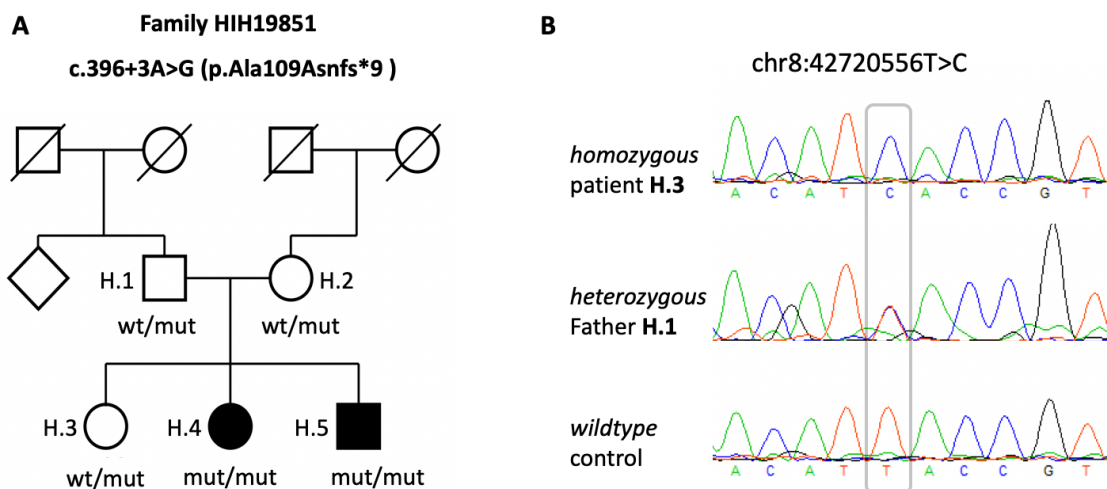 A
Family HIH19851
c.396+3A>G (p.Ala109Asnfs*9 )
H.1
H.2
wt/mut
wt/mut
H.3
H.4
H.5
wt/mut
mut/mut
mut/mut
B
chr8:42720556T>C
homozygous
patient H.3
A C A T C A C C G T
heterozygous
Father H.1
wildtype
control
A C A T T A C C G T